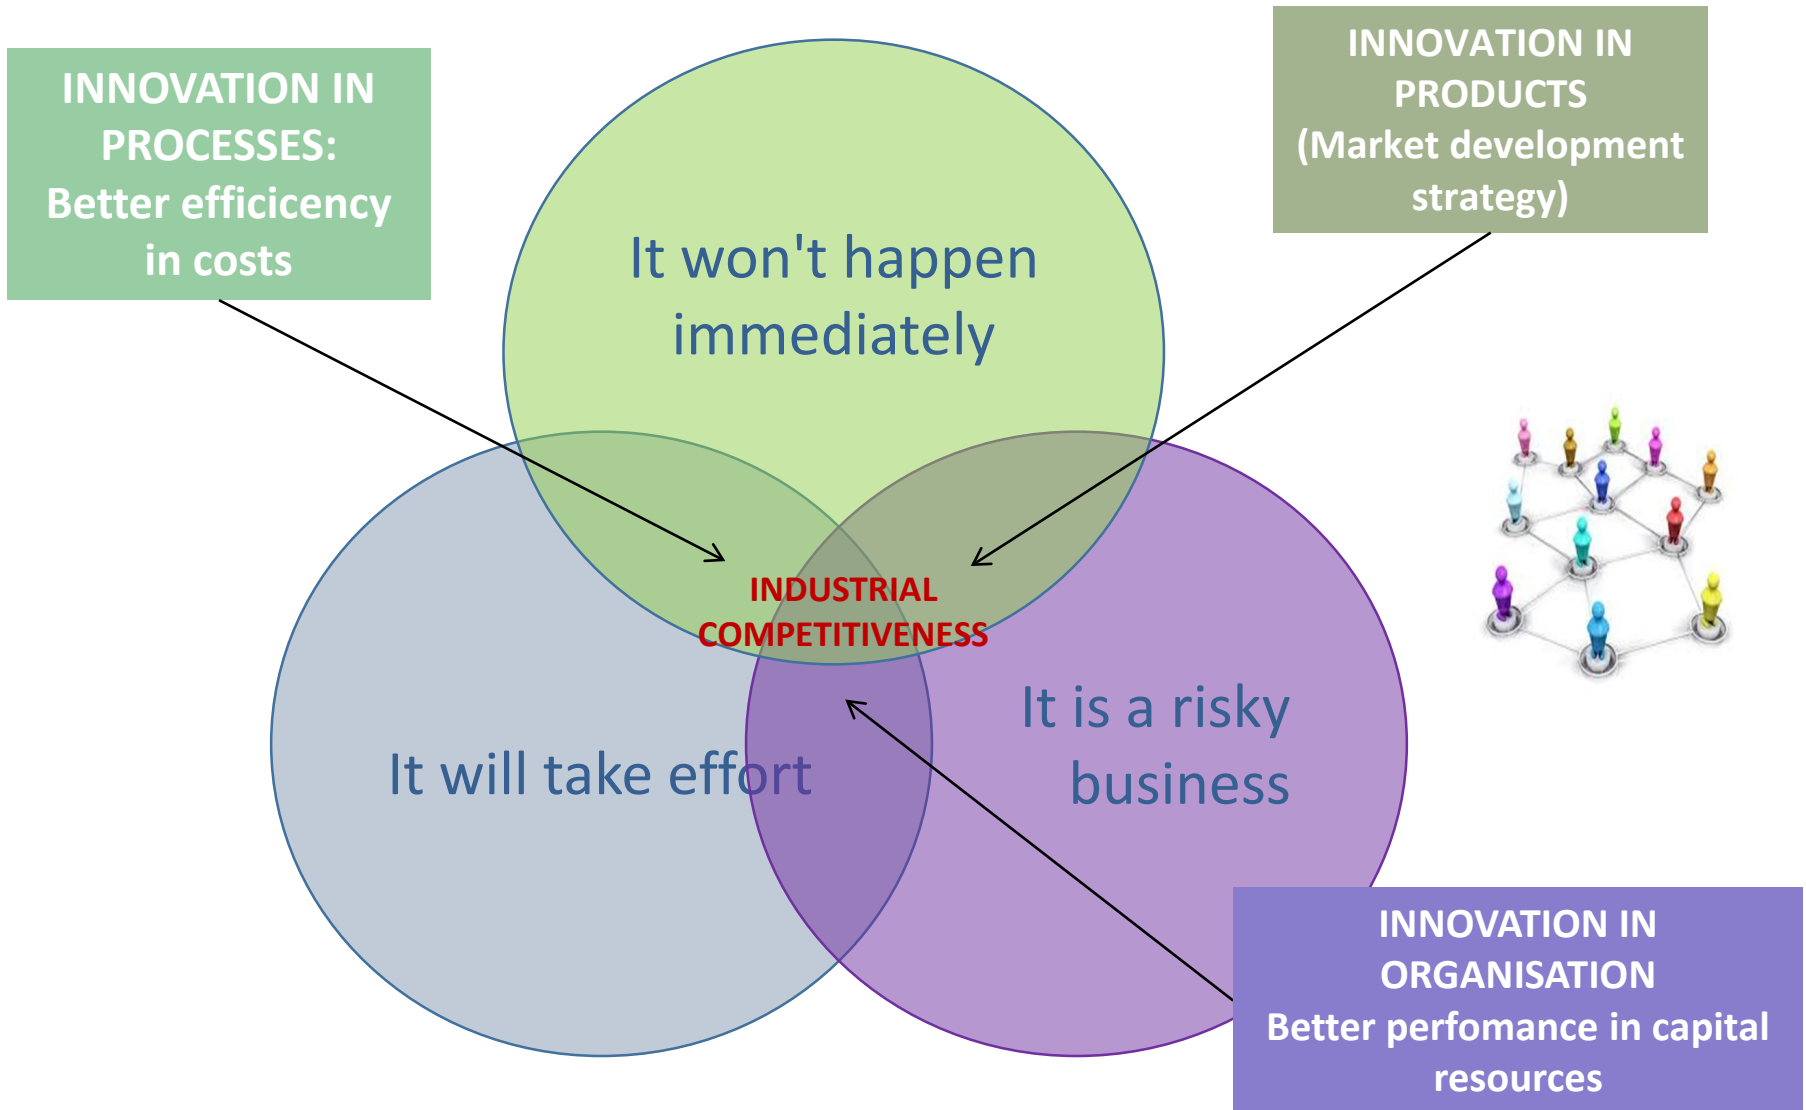 INNOVATION IN
PROCESSES:
Better efficicency
in costs
INNOVATION IN
PRODUCTS
(Market development
strategy)
It won't happen
immediately
INDUSTRIAL
COMPETITIVENESS
It will take effort
It is a risky
business
INNOVATION IN
ORGANISATION
Better perfomance in capital
resources